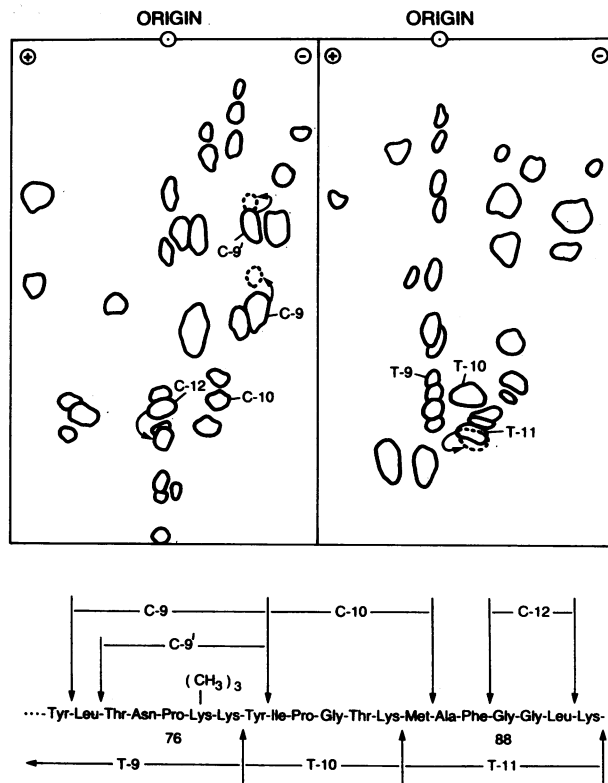 ORIGIN ORIGIN
+ − + −
C-9'
C-9
C-12 C-10
T-9 T-10
T-11
C-9 C-10 C-12
C-9'
(CH3)3
····Tyr-Leu-Thr-Asn-Pro-Lys-Lys-Tyr-Ile-Pro-Gly-Thr-Lys-Met-Ala-Phe-Gly-Gly-Leu-Lys-
76 88
T-9 T-10 T-11